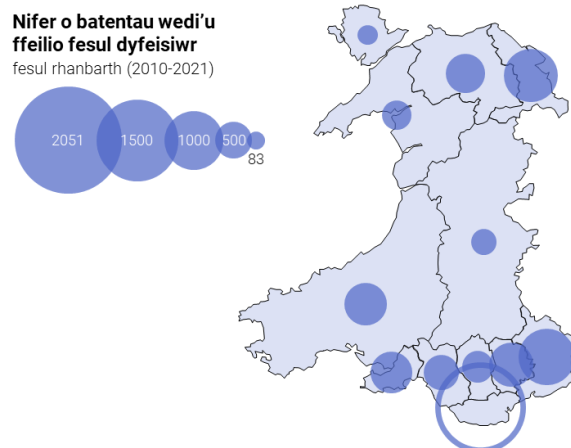 Nifer o batentau wedi’u
ffeilio fesul dyfeisiwr
fesul rhanbarth (2010-2021)
2051 1500 1000 500
83